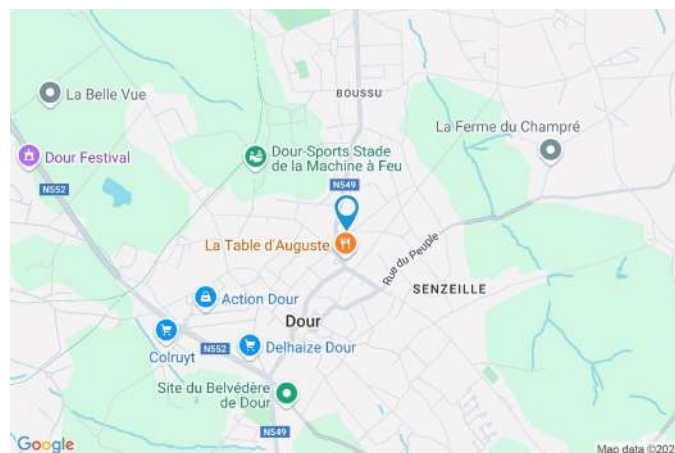 BOUSSU
La Belle Vue
La Ferme du Champré
Dour Festival
Dour-Sports Stade
de la Machine à Feu
N552
N549
La Table d'Auguste
Rue du Peuple
SENZEILLE
Action Dour
Dour
Colruyt
N552
Delhaize Dour
Site du Belvédère
de Dour
N549
Google
Map data ©202